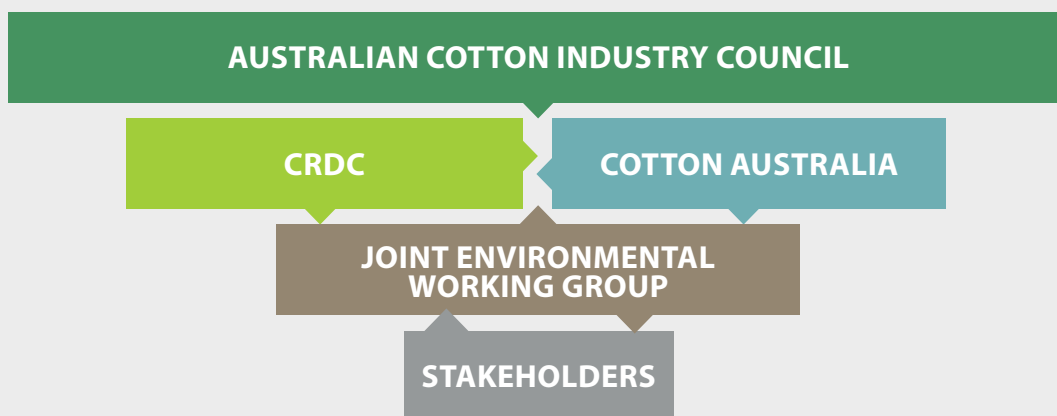 AUSTRALIAN COTTON INDUSTRY COUNCIL
CRDC
COTTON AUSTRALIA
JOINT ENVIRONMENTAL
WORKING GROUP
STAKEHOLDERS